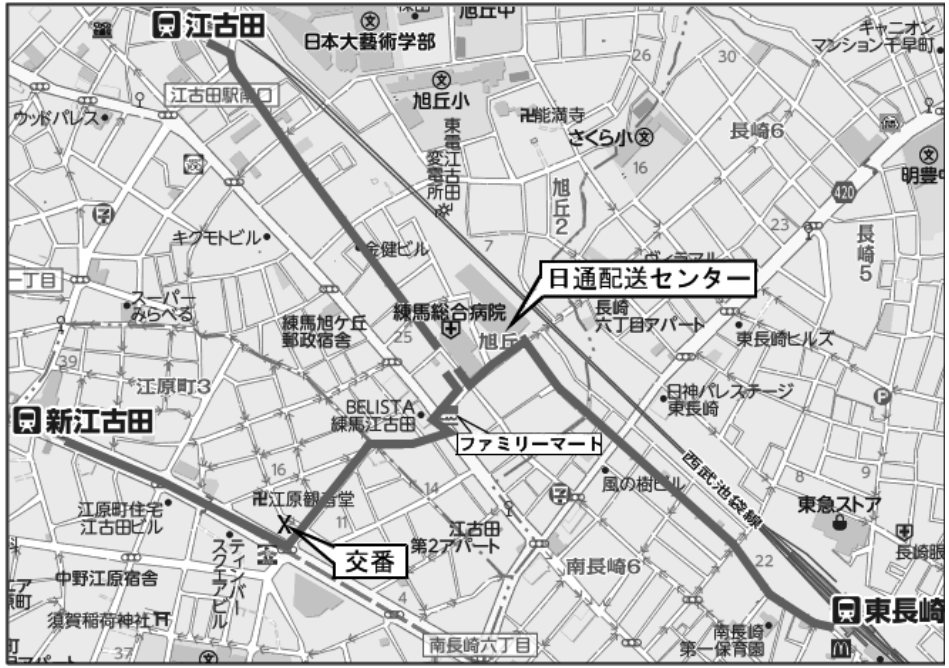 江古田
日本大藝術学部
旭丘中
キャニオン
マンション千早町
26
30
江古田駅南口
旭丘小
能満寺
ウッドパレス
東電江古田
変電所
さくら小
長崎6
16
420
明豊中
旭丘2
キクモトビル
金健ビル
7
23
長崎5
一丁目
スーパー
みらべる
日通配送センター
練馬総合病院
旭丘
練馬旭ケ丘
郵政宿舎
25
長崎
六丁目アパート
東長崎ヒルズ
39
江原町3
BELISTA
練馬江古田
日神パレステージ
東長崎
新江古田
ファミリーマート
西武池袋線
8
9
16
14
江原観音堂
11
風の樹ビル
東急ストア
江原町住宅
江古田ビル
江古田
第2アパート
交番
ティンバー
スクエアビル
南長崎6
22
長崎眼
中野江原宿舎
4
東長崎
須賀稲荷神社
南長崎六丁目
南長崎
第一保育園
37